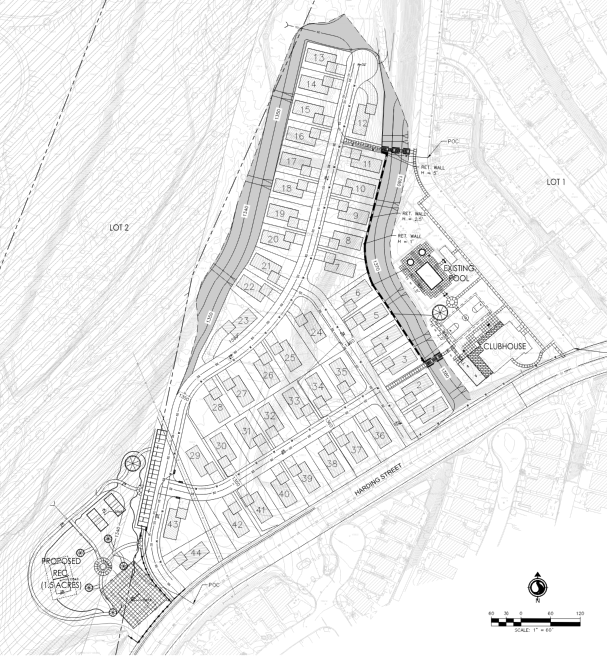 LOT 2
LOT 1
13
14
15
16
12
17
11
18
10
19
9
20
8
21
22
6
23
5
24
4
25
3
26
35
2
27
34
1
28
33
32
31
36
30
37
29
38
39
40
41
42
43
44
POC
RET. WALL
RET. WALL
H = 2.5'
RET. WALL
H = 1'
EXISTING
POOL
CLUBHOUSE
HARDING STREET
PROPOSED
REC
(1.5 ACRES)
POC
N
60
0
60
120
SCALE: 1" = 60'